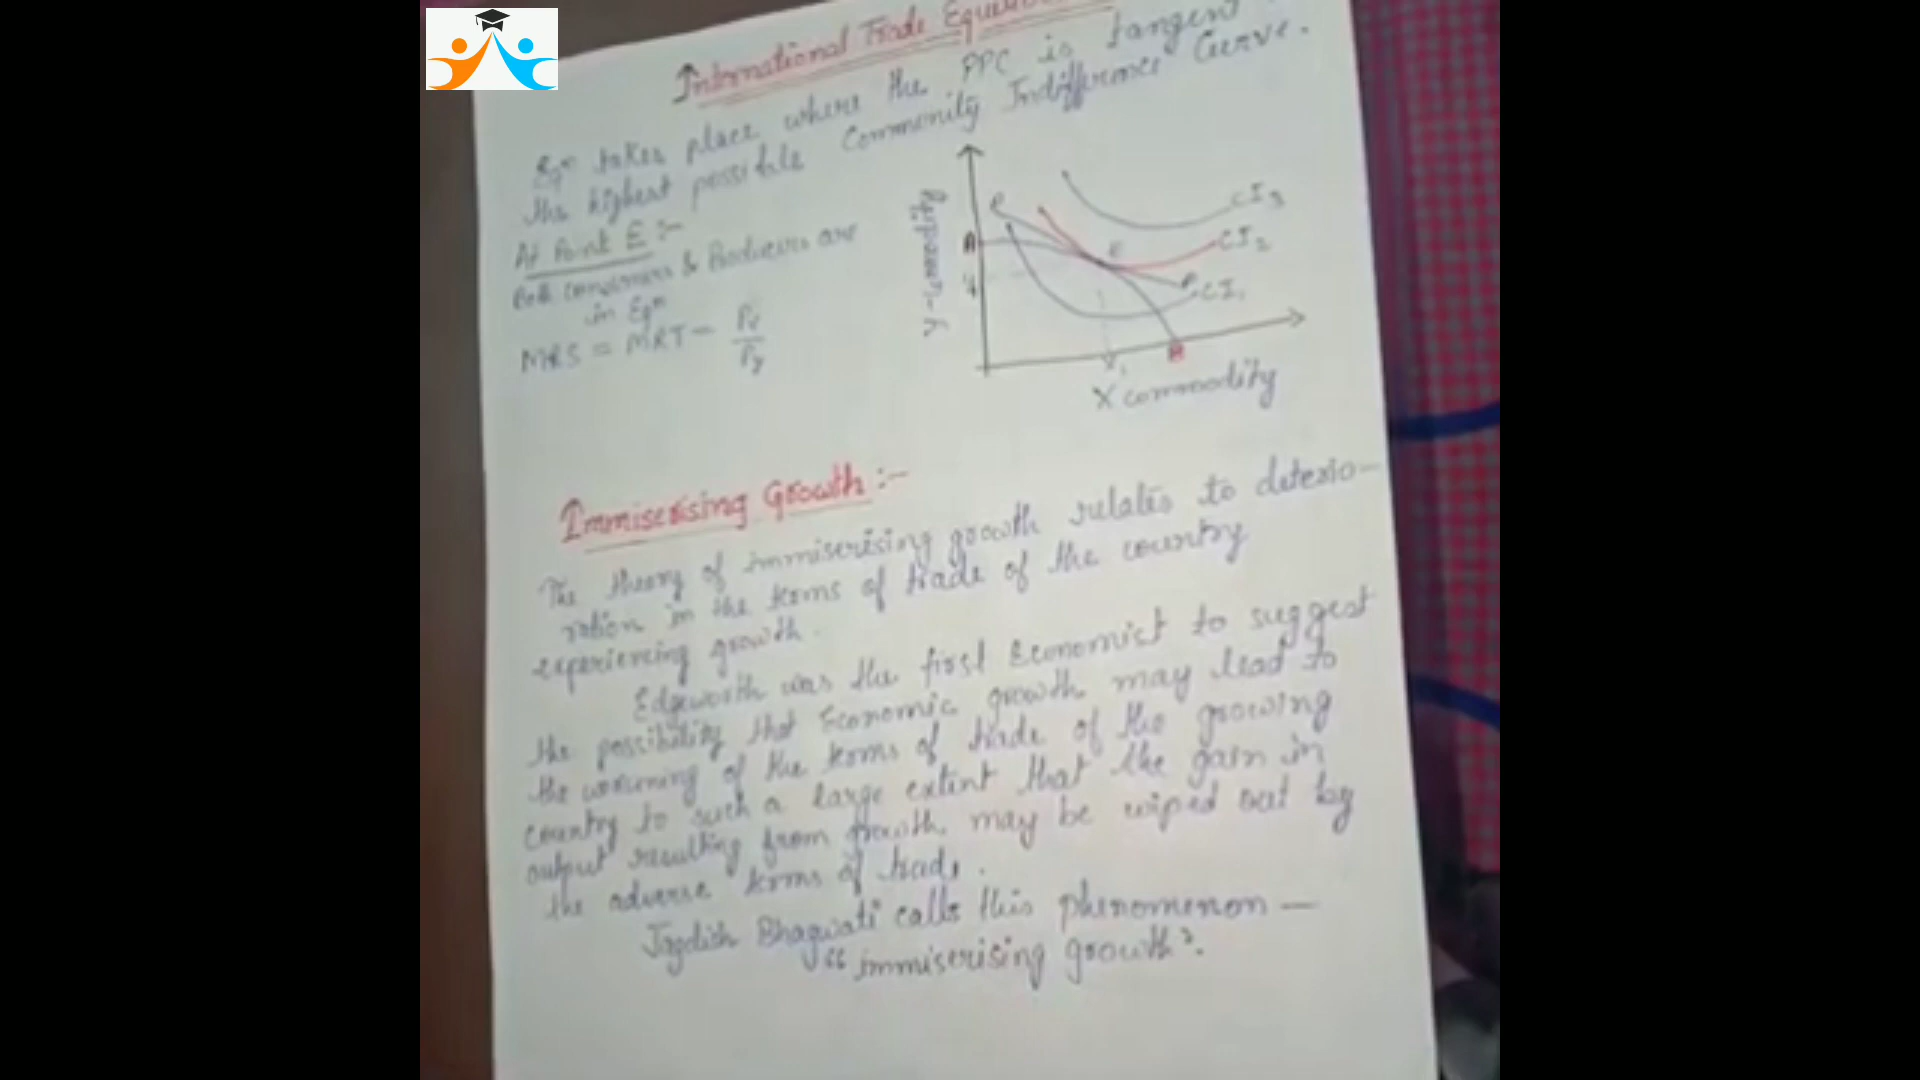 International Trade
Eqn takes place where the PPC is tangent
the highest possible Community Indifference Curve.
At Point E :-
Both consumers & Producers are
in Eqn
MRS = MRT =
Y-commodity
P
A
E
CI3
CI2
P
CI1
B
X commodity
Immiserising Growth :-
The theory of immiserising growth relates to deterio-
ration in the terms of trade of the country
experiencing growth.
Edgeworth was the first Economist to suggest
the possibility that Economic growth may lead to
the worsening of the terms of trade of the growing
country to such a large extent that the gain in
output resulting from growth may be wiped out by
the adverse terms of trade.
Jagdish Bhagwati calls this phenomenon —
"immiserising growth".